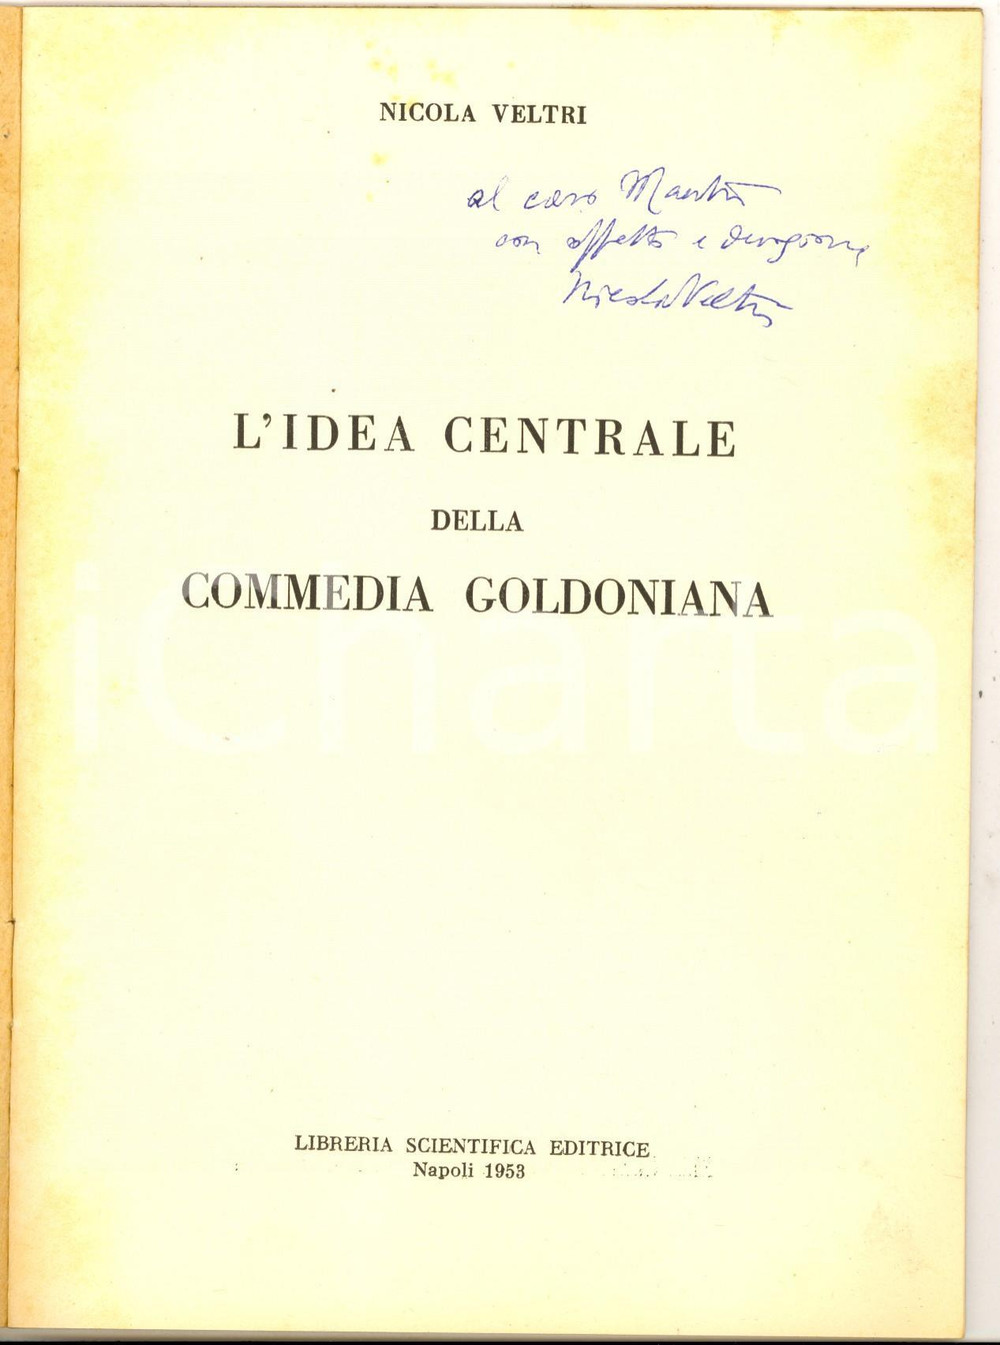 NICOLA VELTRI
al caro
con affetto e devozione
Nicola Veltri
L'IDEA CENTRALE
DELLA
COMMEDIA GOLDONIANA
iCharta
LIBRERIA SCIENTIFICA EDITRICE
Napoli 1953